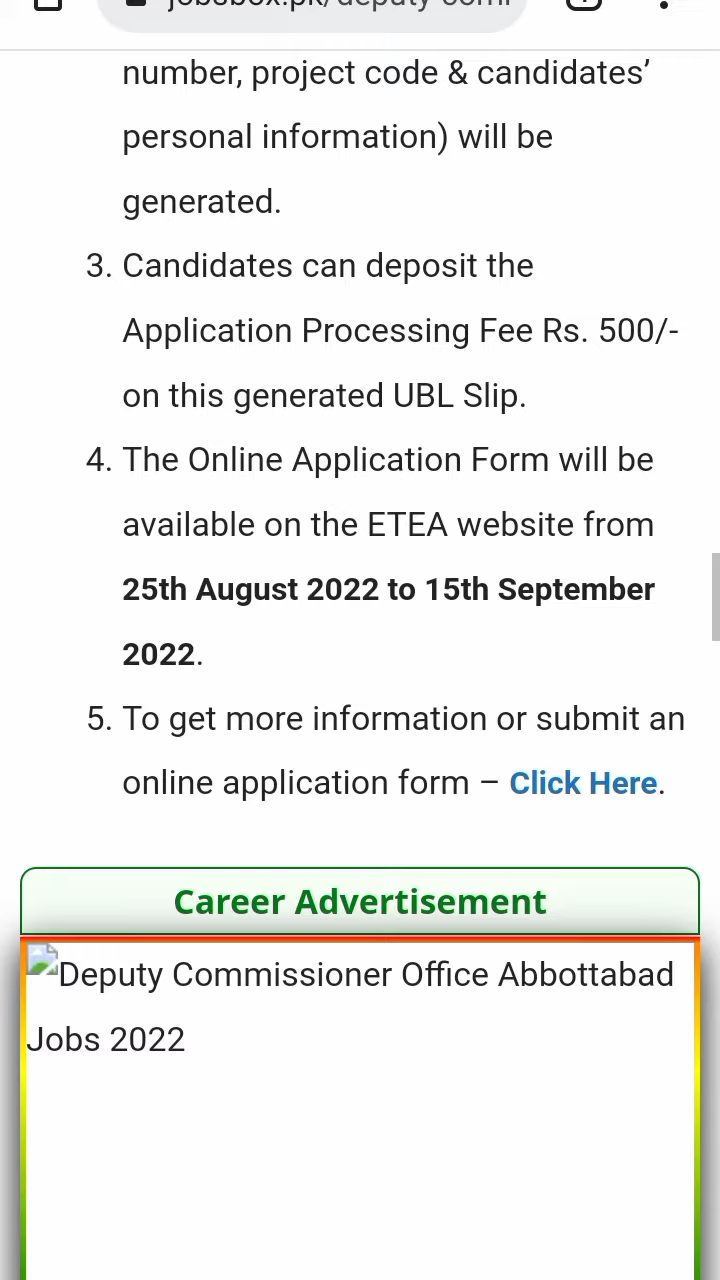 number, project code & candidates’
personal information) will be
generated.
3. Candidates can deposit the
Application Processing Fee Rs. 500/-
on this generated UBL Slip.
4. The Online Application Form will be
available on the ETEA website from
25th August 2022 to 15th September
2022.
5. To get more information or submit an
online application form – Click Here.
Career Advertisement
Deputy Commissioner Office Abbottabad
Jobs 2022